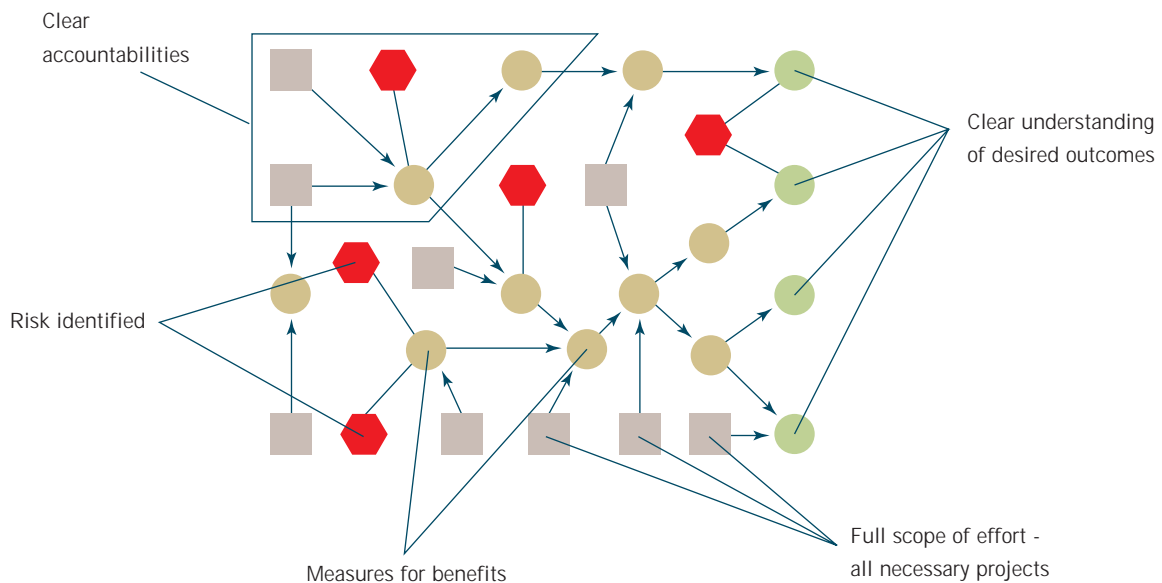 Clear
accountabilities
Clear understanding
of desired outcomes
Risk identified
Full scope of effort -
all necessary projects
Measures for benefits